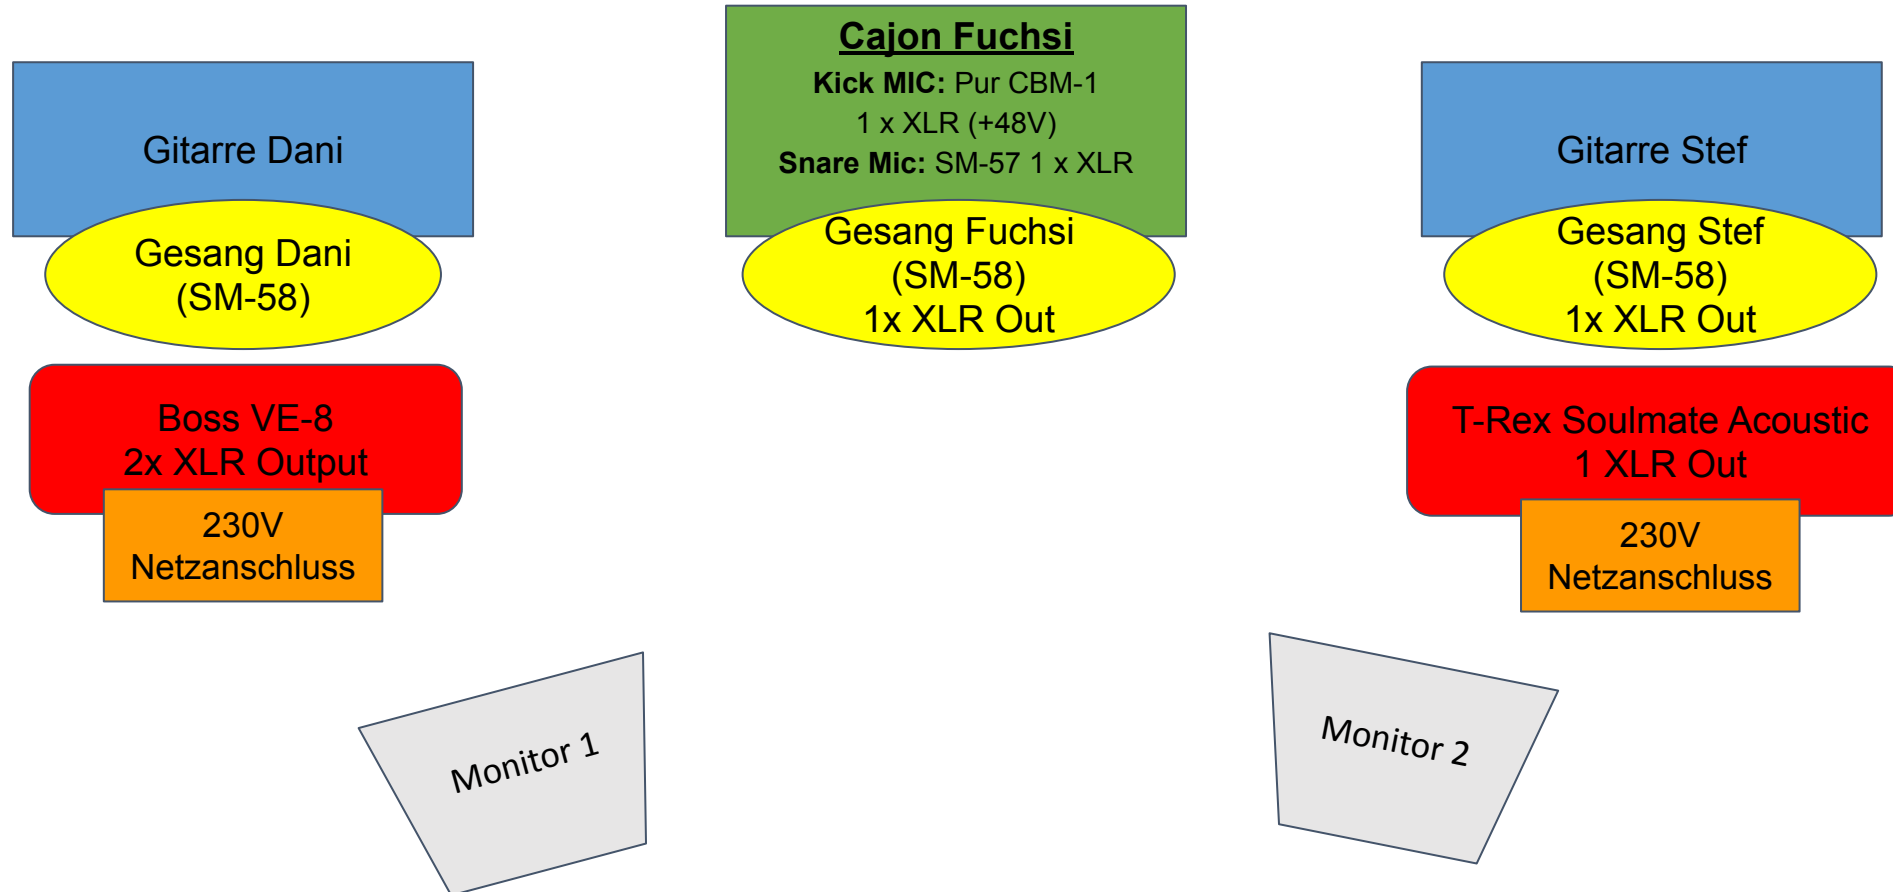 Gitarre Dani
Gesang Dani
(SM-58)
Boss VE-8
2x XLR Output
230V
Netzanschluss
Cajon Fuchsi
Kick MIC: Pur CBM-1
1 x XLR (+48V)
Snare Mic: SM-57 1 x XLR
Gesang Fuchsi
(SM-58)
1x XLR Out
Gitarre Stef
Gesang Stef
(SM-58)
1x XLR Out
T-Rex Soulmate Acoustic
1 XLR Out
230V
Netzanschluss
Monitor 1
Monitor 2